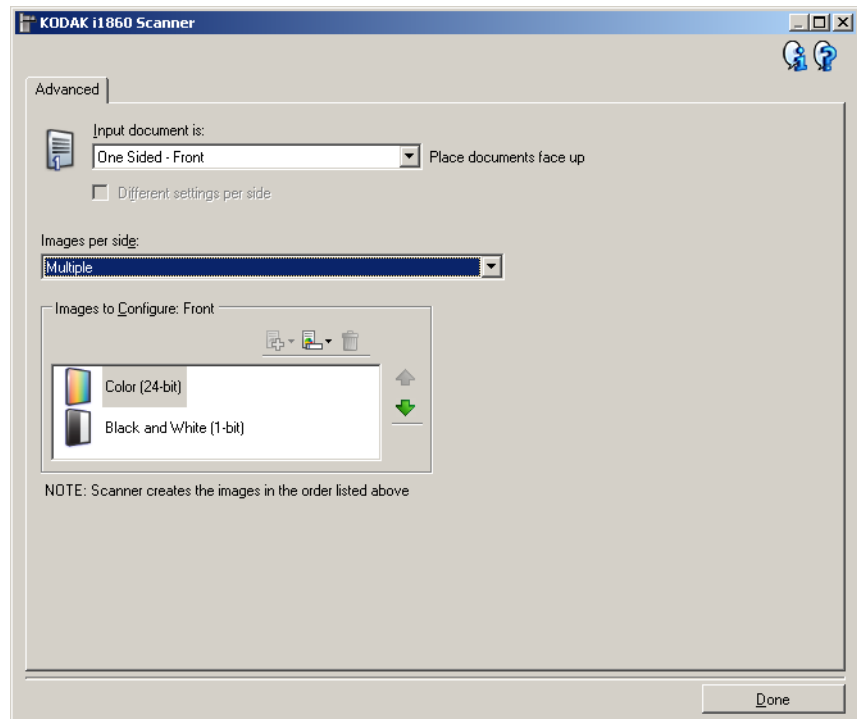 KODAK i1860 Scanner
Advanced
Input document is:
One Sided - Front Place documents face up
Different settings per side
Images per side:
Multiple
Images to Configure: Front
Color (24-bit)
Black and White (1-bit)
NOTE: Scanner creates the images in the order listed above
Done